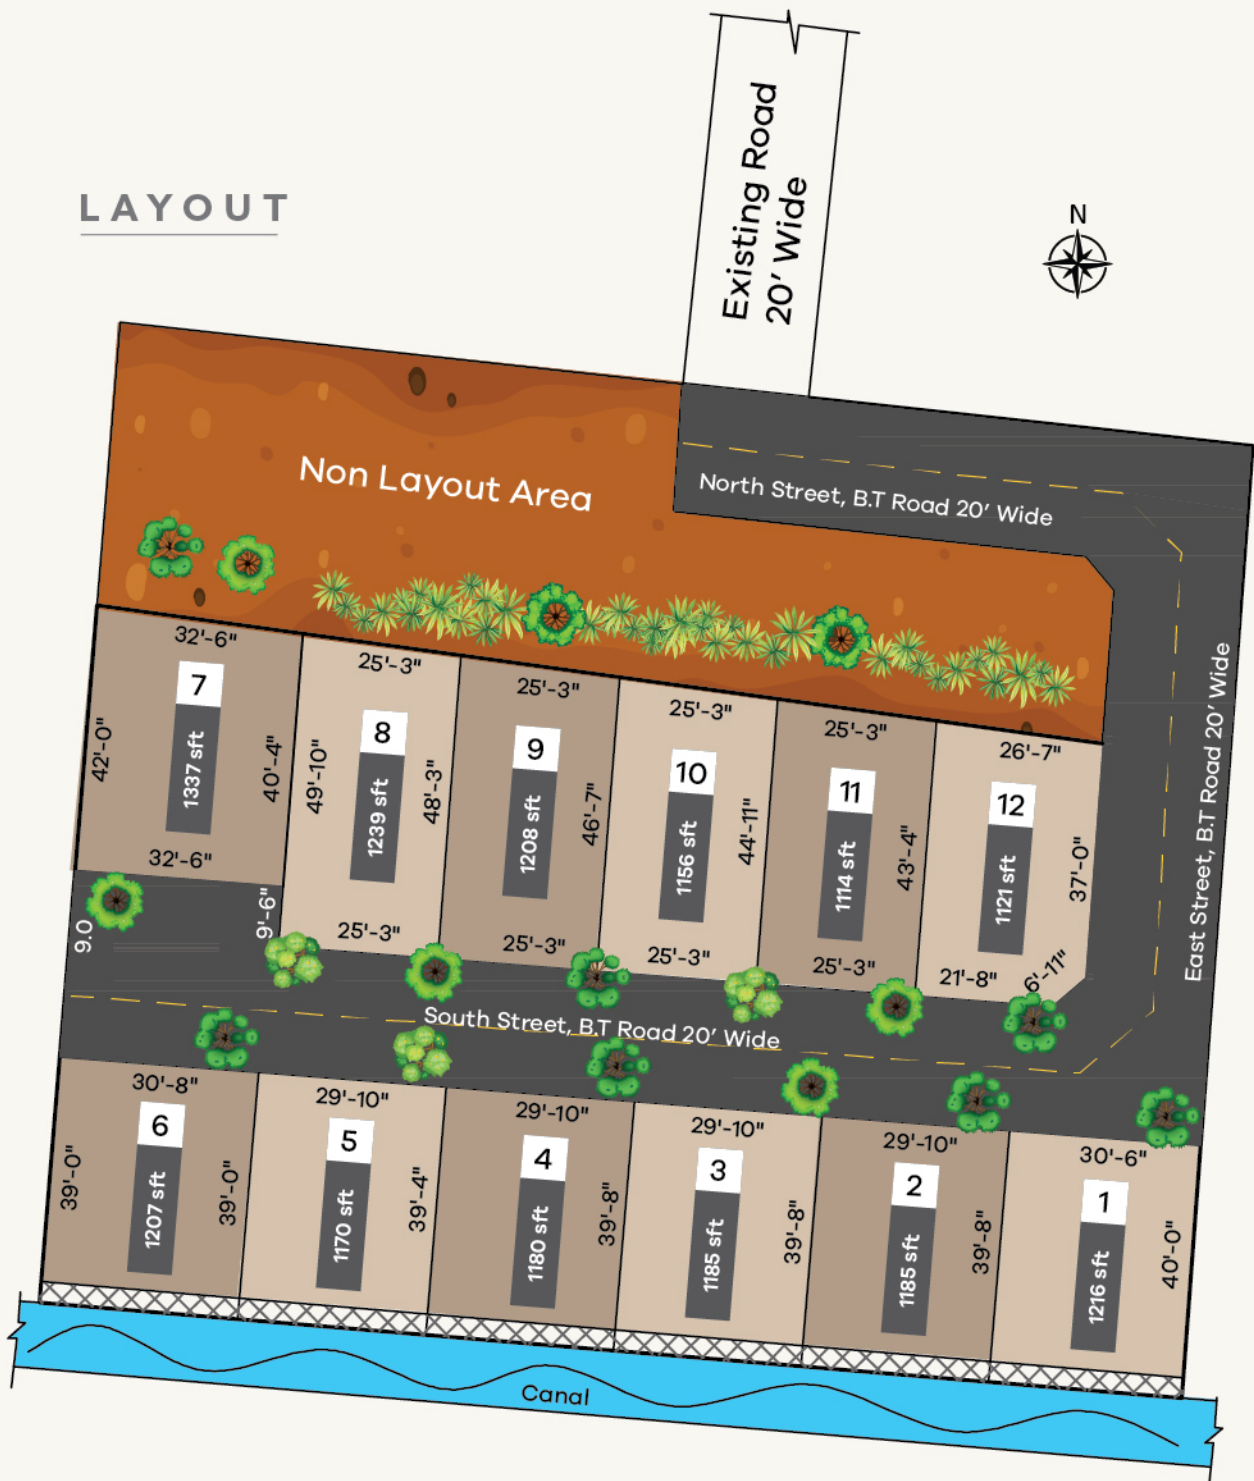 Existing Road
20' Wide
LAYOUT
N
Non Layout Area
North Street, B.T Road 20' Wide
East Street, B.T Road 20' Wide
32'-6"
7
1337 sft
42'-0"
40'-4"
32'-6"
9.0
9'-6"
25'-3"
8
1239 sft
49'-10"
48'-3"
25'-3"
25'-3"
9
1208 sft
46'-7"
25'-3"
25'-3"
10
1156 sft
44'-11"
25'-3"
25'-3"
11
1114 sft
43'-4"
25'-3"
26'-7"
12
1121 sft
37'-0"
21'-8"
6'-11"
South Street, B.T Road 20' Wide
30'-8"
6
1207 sft
39'-0"
39'-0"
29'-10"
5
1170 sft
39'-4"
29'-10"
4
1180 sft
39'-8"
29'-10"
3
1185 sft
39'-8"
29'-10"
2
1185 sft
39'-8"
30'-6"
1
1216 sft
40'-0"
Canal